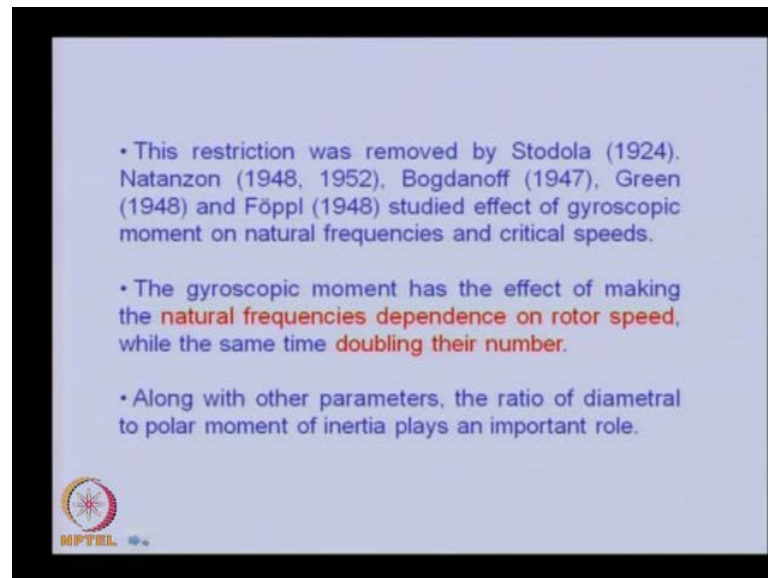 • This restriction was removed by Stodola (1924).
Natanzon (1948, 1952), Bogdanoff (1947), Green
(1948) and Föppl (1948) studied effect of gyroscopic
moment on natural frequencies and critical speeds.
• The gyroscopic moment has the effect of making
the natural frequencies dependence on rotor speed,
while the same time doubling their number.
• Along with other parameters, the ratio of diametral
to polar moment of inertia plays an important role.
NPTEL